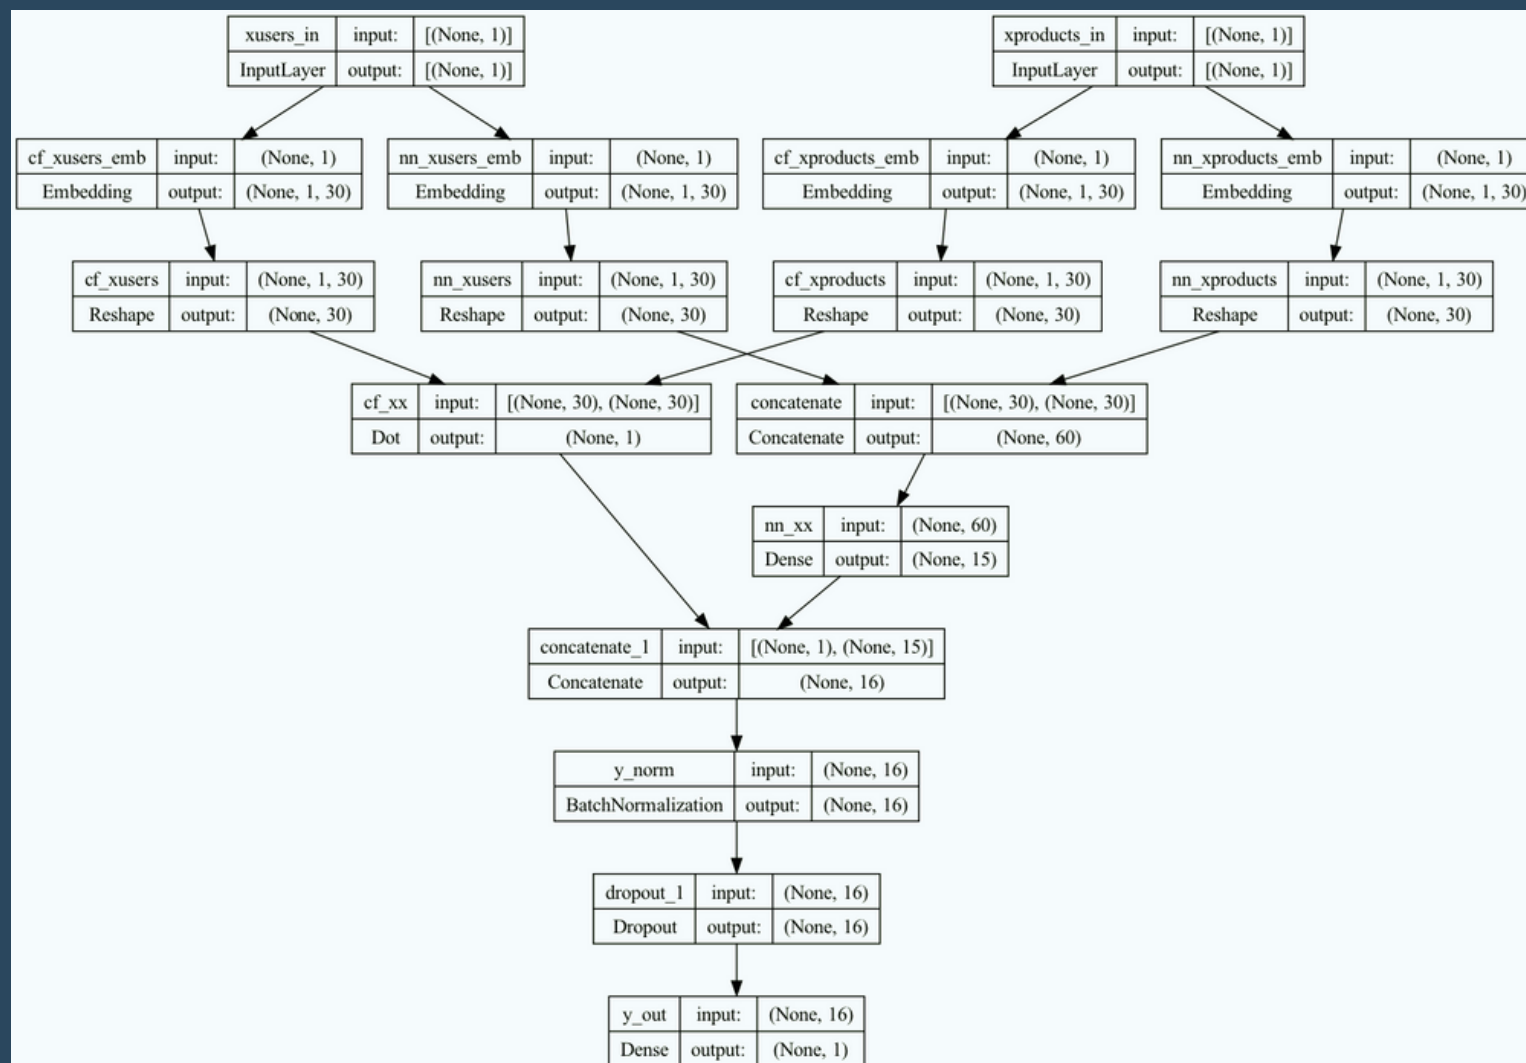 xusers_in input: [(None, 1)]
InputLayer output: [(None, 1)]
xproducts_in input: [(None, 1)]
InputLayer output: [(None, 1)]
cf_xusers_emb input: (None, 1)
Embedding output: (None, 1, 30)
nn_xusers_emb input: (None, 1)
Embedding output: (None, 1, 30)
cf_xproducts_emb input: (None, 1)
Embedding output: (None, 1, 30)
nn_xproducts_emb input: (None, 1)
Embedding output: (None, 1, 30)
cf_xusers input: (None, 1, 30)
Reshape output: (None, 30)
nn_xusers input: (None, 1, 30)
Reshape output: (None, 30)
cf_xproducts input: (None, 1, 30)
Reshape output: (None, 30)
nn_xproducts input: (None, 1, 30)
Reshape output: (None, 30)
cf_xx input: [(None, 30), (None, 30)]
Dot output: (None, 1)
concatenate input: [(None, 30), (None, 30)]
Concatenate output: (None, 60)
nn_xx input: (None, 60)
Dense output: (None, 15)
concatenate_1 input: [(None, 1), (None, 15)]
Concatenate output: (None, 16)
y_norm input: (None, 16)
BatchNormalization output: (None, 16)
dropout_1 input: (None, 16)
Dropout output: (None, 16)
y_out input: (None, 16)
Dense output: (None, 1)